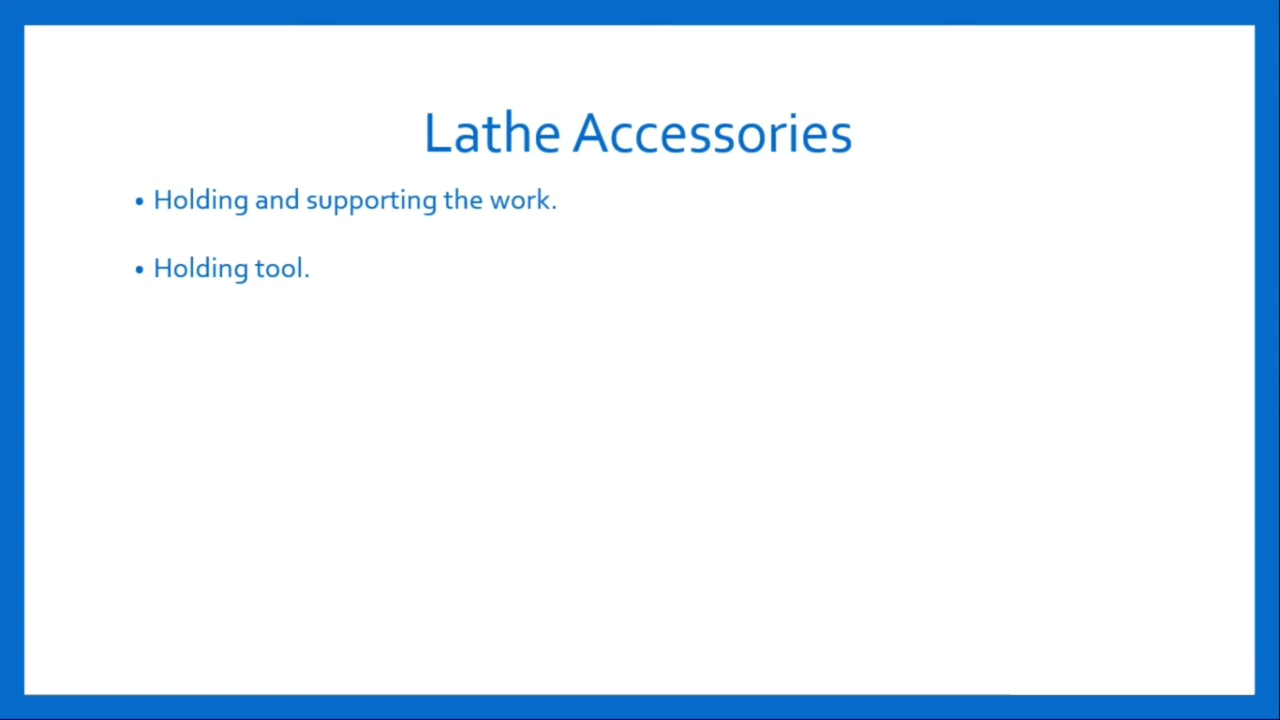 Lathe Accessories
• Holding and supporting the work.
• Holding tool.